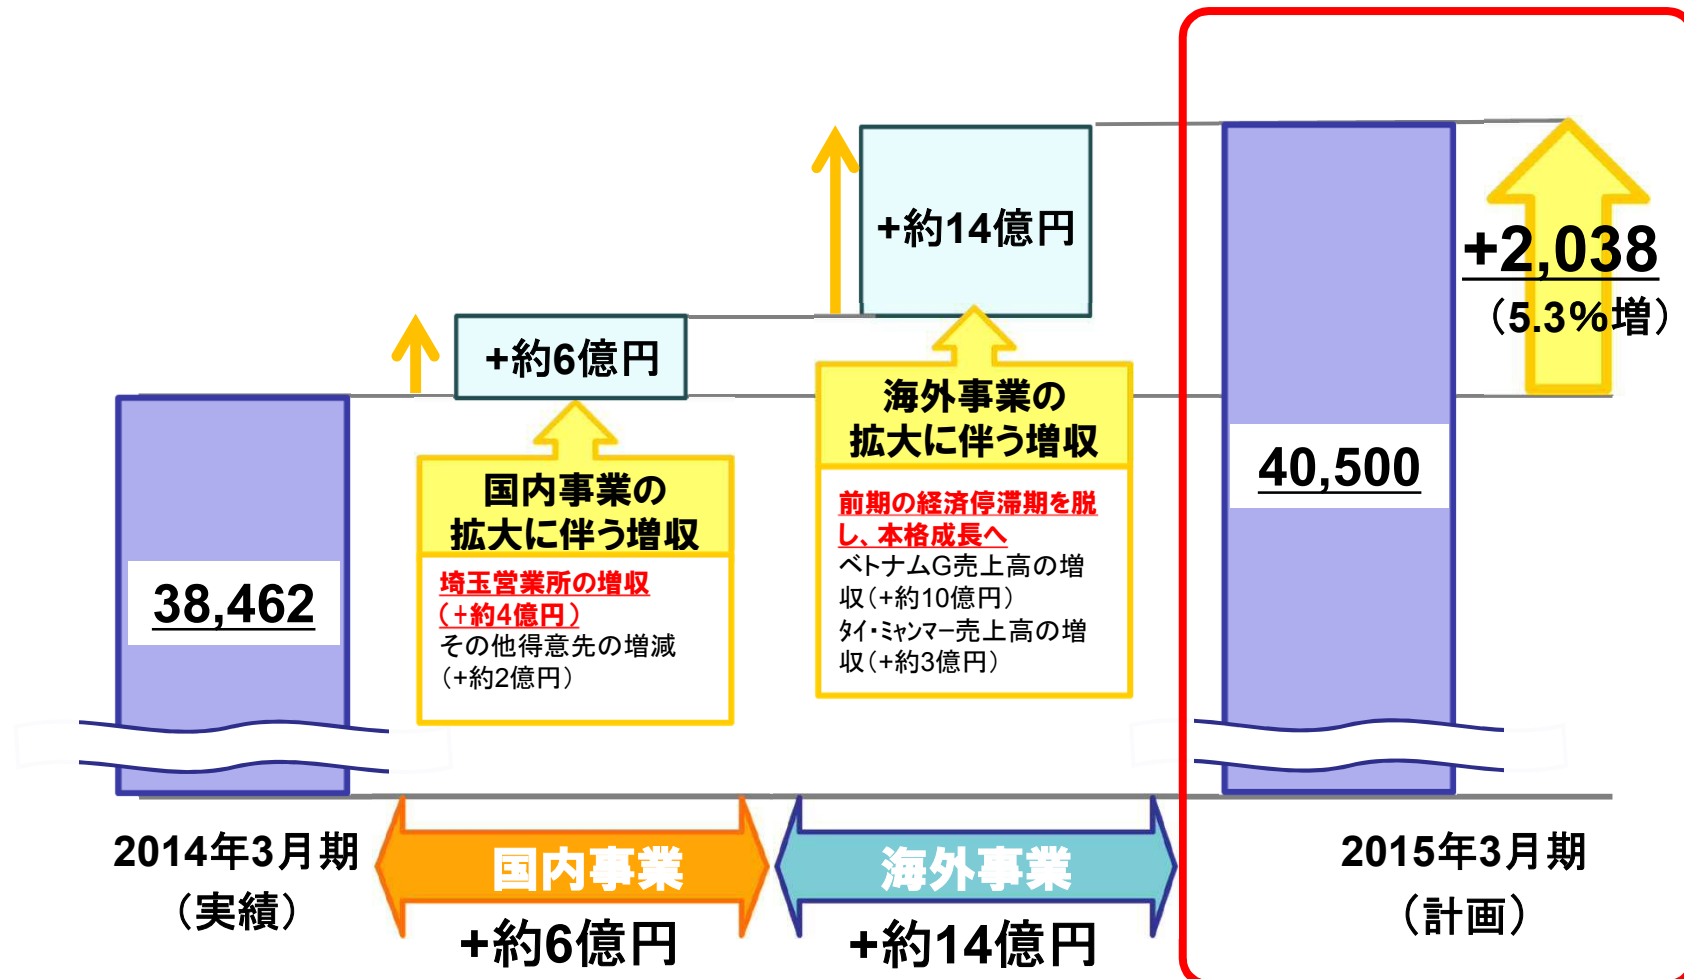 +約14億円
+2,038
（5.3%増）
+約6億円
海外事業の
拡大に伴う増収
前期の経済停滞期を脱
し、本格成長へ
ベトナムG売上高の増
収（+約10億円）
ﾀｲ・ﾐｬﾝﾏｰ売上高の増
収（+約3億円）
国内事業の
拡大に伴う増収
埼玉営業所の増収
（+約4億円）
その他得意先の増減
（+約2億円）
38,462
40,500
2014年3月期
（実績）
国内事業
+約6億円
海外事業
+約14億円
2015年3月期
（計画）